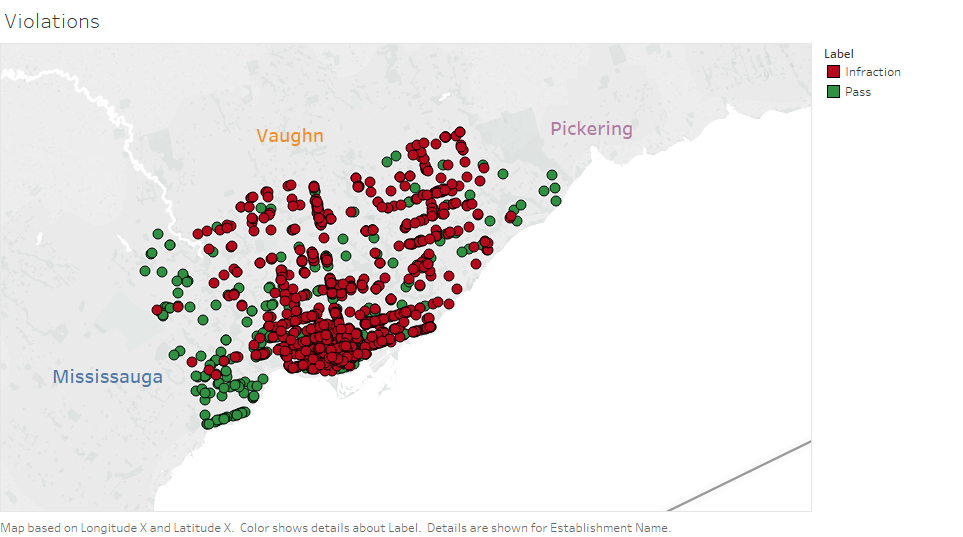 Violations
Label
Infraction
Pass
Vaughn
Pickering
Mississauga
Map based on Longitude X and Latitude X. Color shows details about Label. Details are shown for Establishment Name.